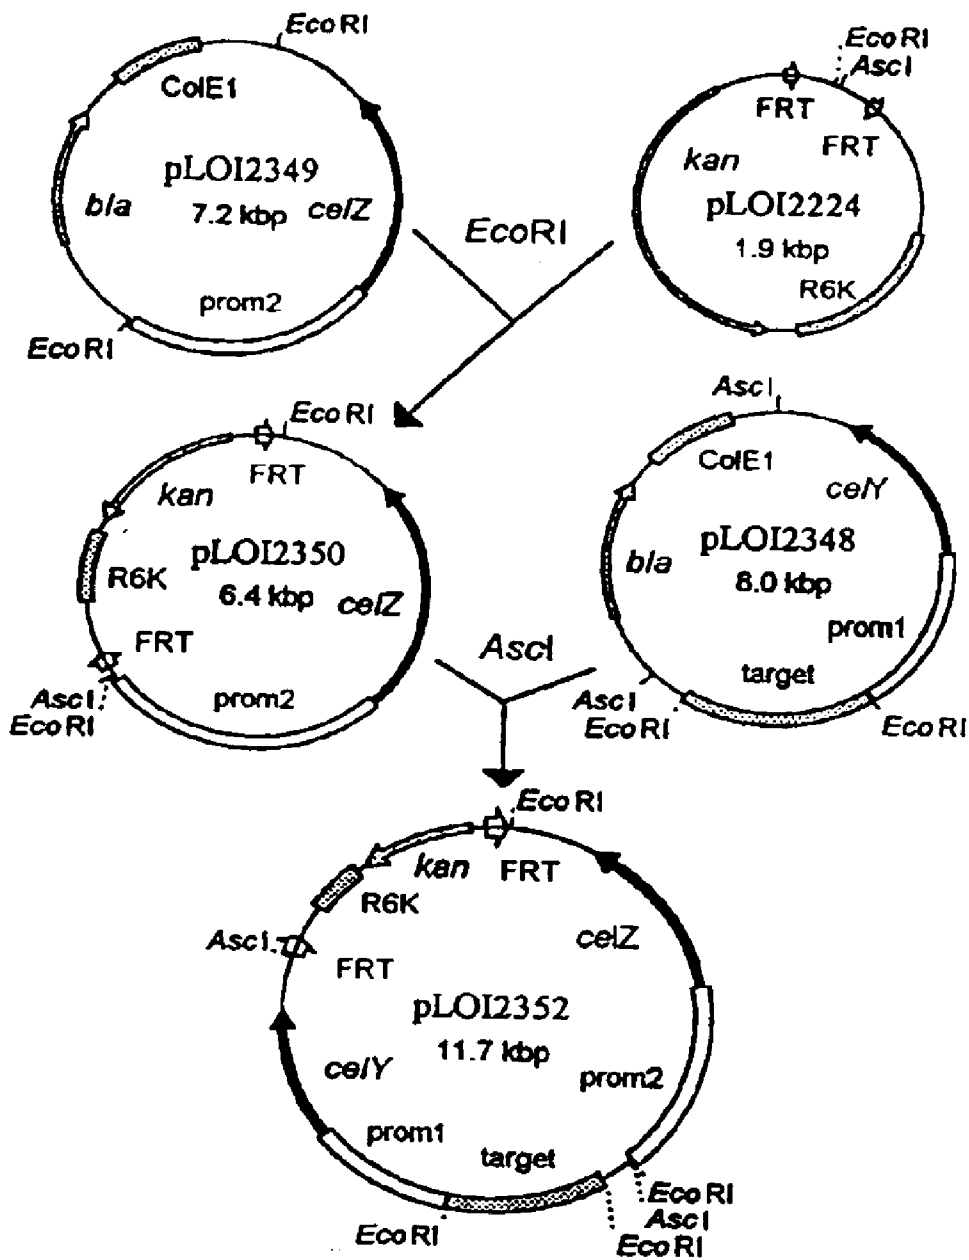 EcoRI
ColE1
pLOI2349
7.2 kbp
bla
celZ
prom2
EcoRI
EcoRI
AscI
FRT
FRT
kan
pLOI2224
1.9 kbp
R6K
EcoRI
EcoRI
FRT
kan
pLOI2350
6.4 kbp
R6K
celZ
FRT
AscI
EcoRI
prom2
AscI
ColE1
celY
pLOI2348
8.0 kbp
bla
prom1
target
AscI
EcoRI
EcoRI
AscI
EcoRI
FRT
kan
R6K
AscI
FRT
celZ
pLOI2352
11.7 kbp
celY
prom2
prom1
target
EcoRI
EcoRI
AscI
EcoRI